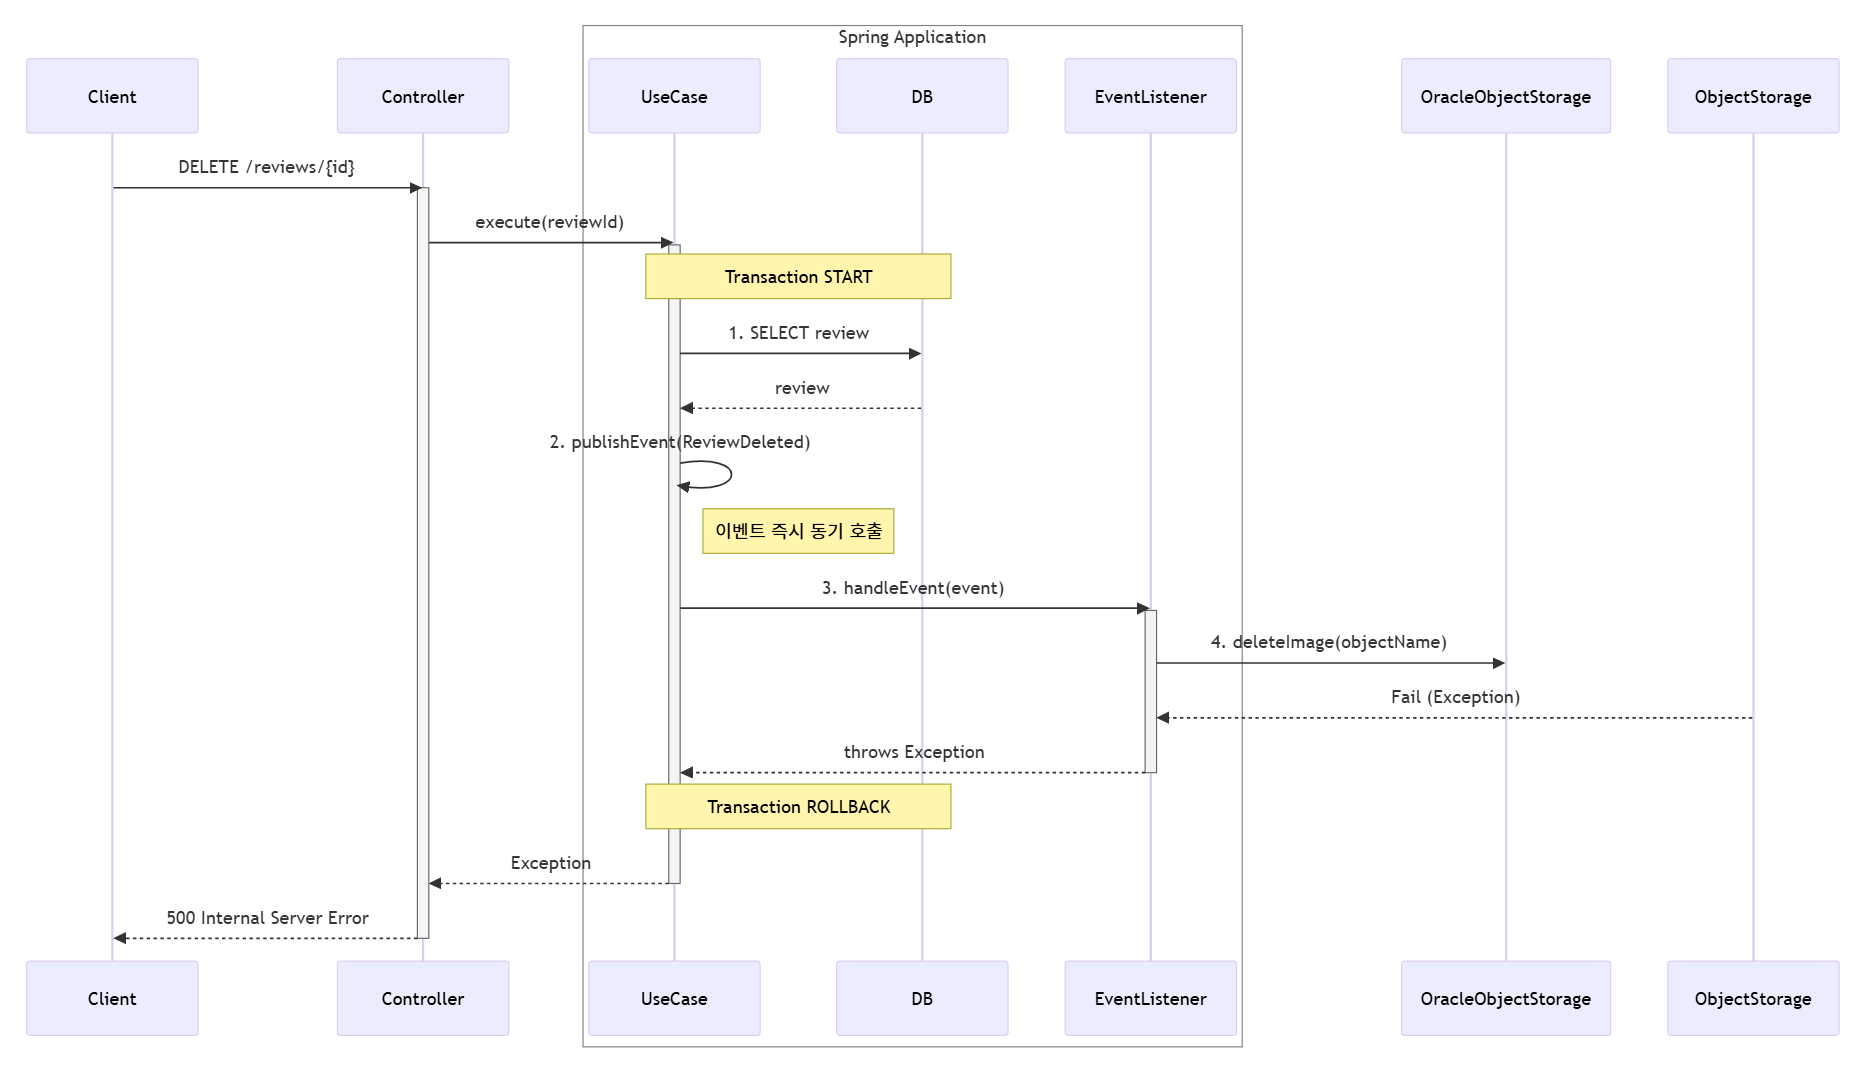 Spring Application
Client
Controller
UseCase
DB
EventListener
OracleObjectStorage
ObjectStorage
DELETE /reviews/{id}
execute(reviewId)
Transaction START
1. SELECT review
review
2. publishEvent(ReviewDeleted)
이벤트 즉시 동기 호출
3. handleEvent(event)
4. deleteImage(objectName)
Fail (Exception)
throws Exception
Transaction ROLLBACK
Exception
500 Internal Server Error
Client
Controller
UseCase
DB
EventListener
OracleObjectStorage
ObjectStorage